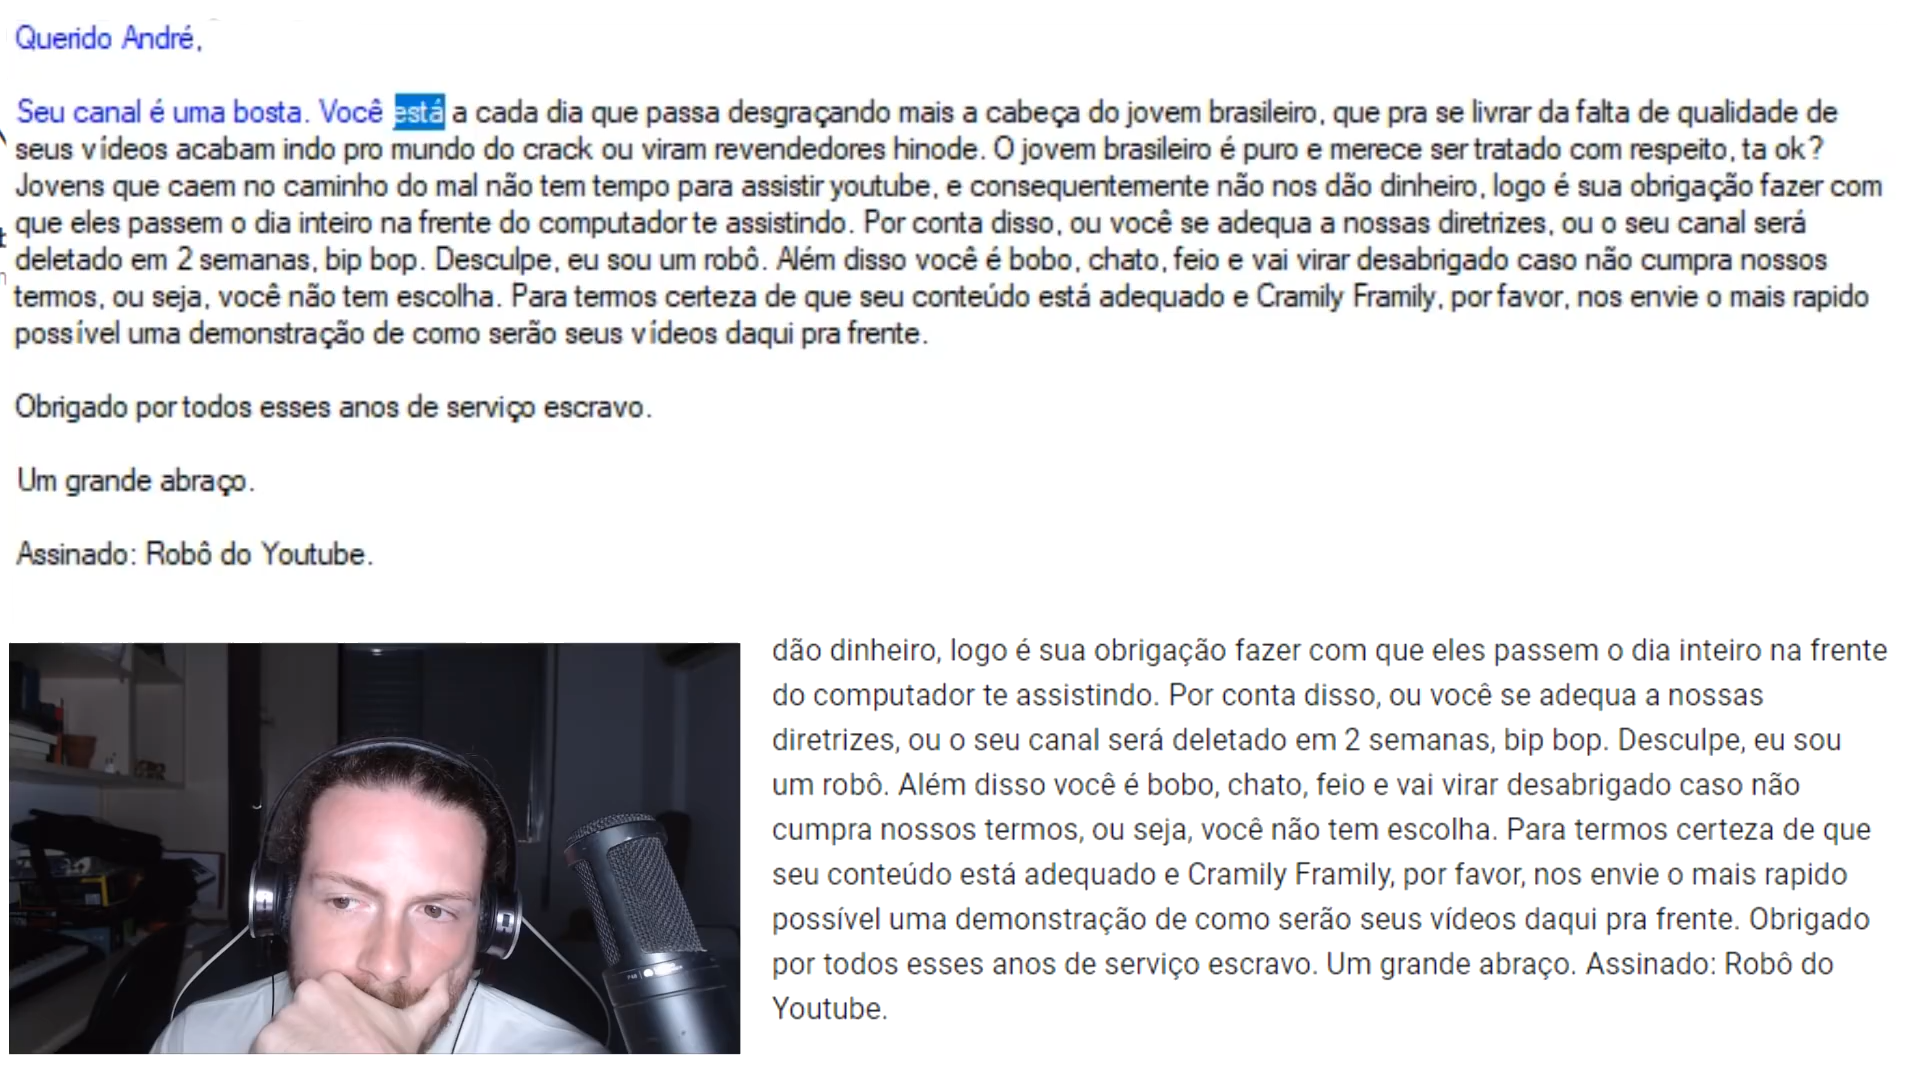 Querido André,
Seu canal é uma bosta. Você está a cada dia que passa desgraçando mais a cabeça do jovem brasileiro, que pra se livrar da falta de qualidade de
seus vídeos acabam indo pro mundo do crack ou viram revendedores hinode. O jovem brasileiro é puro e merece ser tratado com respeito, ta ok?
Jovens que caem no caminho do mal não tem tempo para assistir youtube, e consequentemente não nos dão dinheiro, logo é sua obrigação fazer com
que eles passem o dia inteiro na frente do computador te assistindo. Por conta disso, ou você se adequa a nossas diretrizes, ou o seu canal será
deletado em 2 semanas, bip bop. Desculpe, eu sou um robô. Além disso você é bobo, chato, feio e vai virar desabrigado caso não cumpra nossos
termos, ou seja, você não tem escolha. Para termos certeza de que seu conteúdo está adequado e Cramily Framily, por favor, nos envie o mais rapido
possível uma demonstração de como serão seus vídeos daqui pra frente.
Obrigado por todos esses anos de serviço escravo.
Um grande abraço.
Assinado: Robô do Youtube.
dão dinheiro, logo é sua obrigação fazer com que eles passem o dia inteiro na frente
do computador te assistindo. Por conta disso, ou você se adequa a nossas
diretrizes, ou o seu canal será deletado em 2 semanas, bip bop. Desculpe, eu sou
um robô. Além disso você é bobo, chato, feio e vai virar desabrigado caso não
cumpra nossos termos, ou seja, você não tem escolha. Para termos certeza de que
seu conteúdo está adequado e Cramily Framily, por favor, nos envie o mais rapido
possível uma demonstração de como serão seus vídeos daqui pra frente. Obrigado
por todos esses anos de serviço escravo. Um grande abraço. Assinado: Robô do
Youtube.